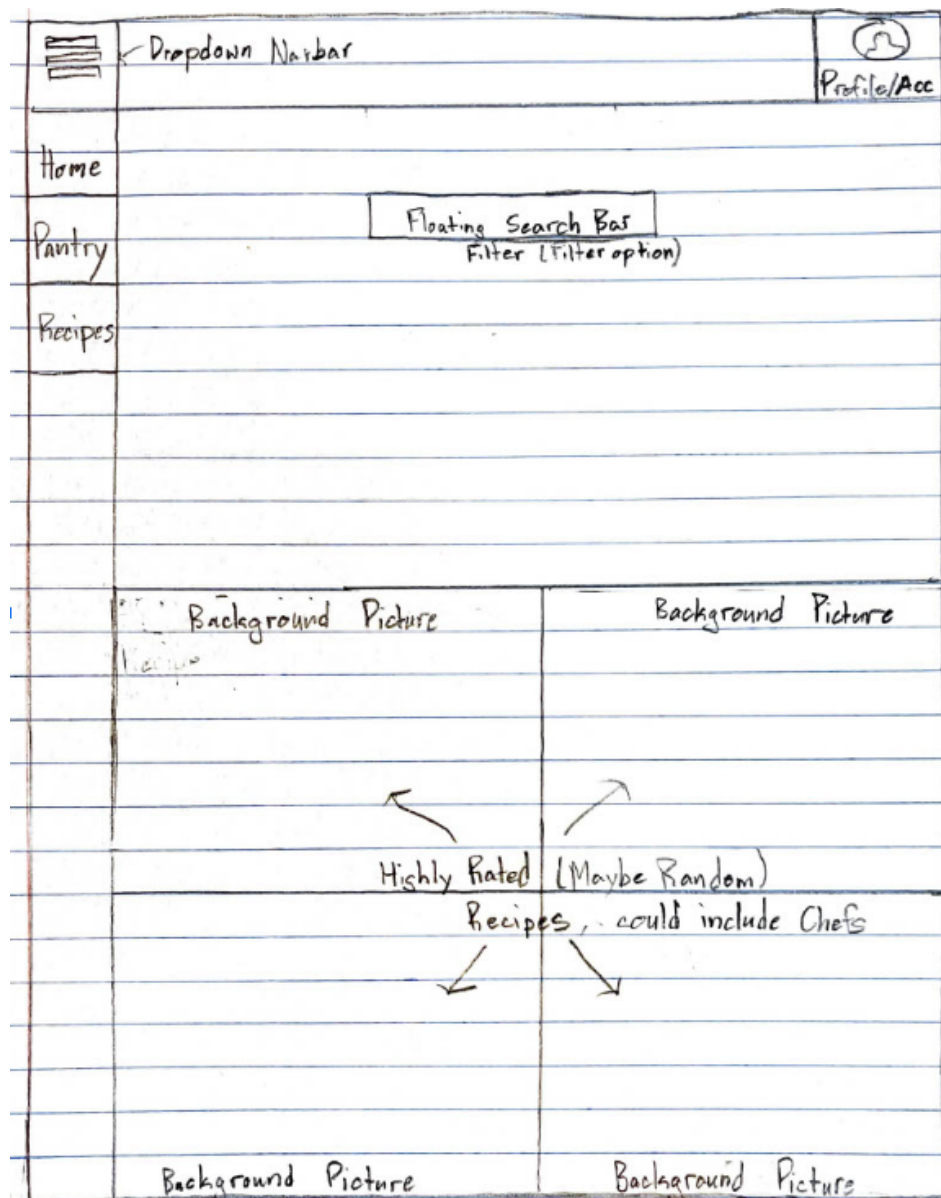 Dropdown Navbar
Profile/Acc
Home
Floating Search Bar
Filter (Filter option)
Pantry
Recipes
Background Picture
Background Picture
Highly Rated (Maybe Random)
Recipes, could include Chefs
Background Picture
Background Picture